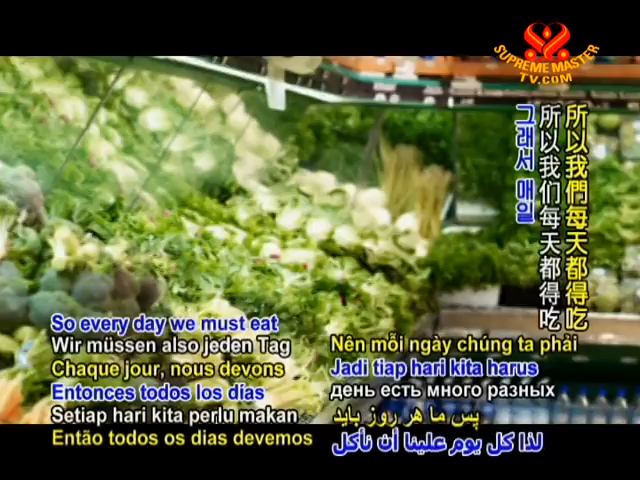 SUPREME MASTER
TV.COM
所以我們每天都得吃
所以我们每天都得吃
그래서 매일
So every day we must eat
Wir müssen also jeden Tag
Chaque jour, nous devons
Entonces todos los días
Setiap hari kita perlu makan
Então todos os dias devemos
Nên mỗi ngày chúng ta phải
Jadi tiap hari kita harus
день есть много разных
پس ما هر روز باید
لذا كل يوم علينا أن نأكل